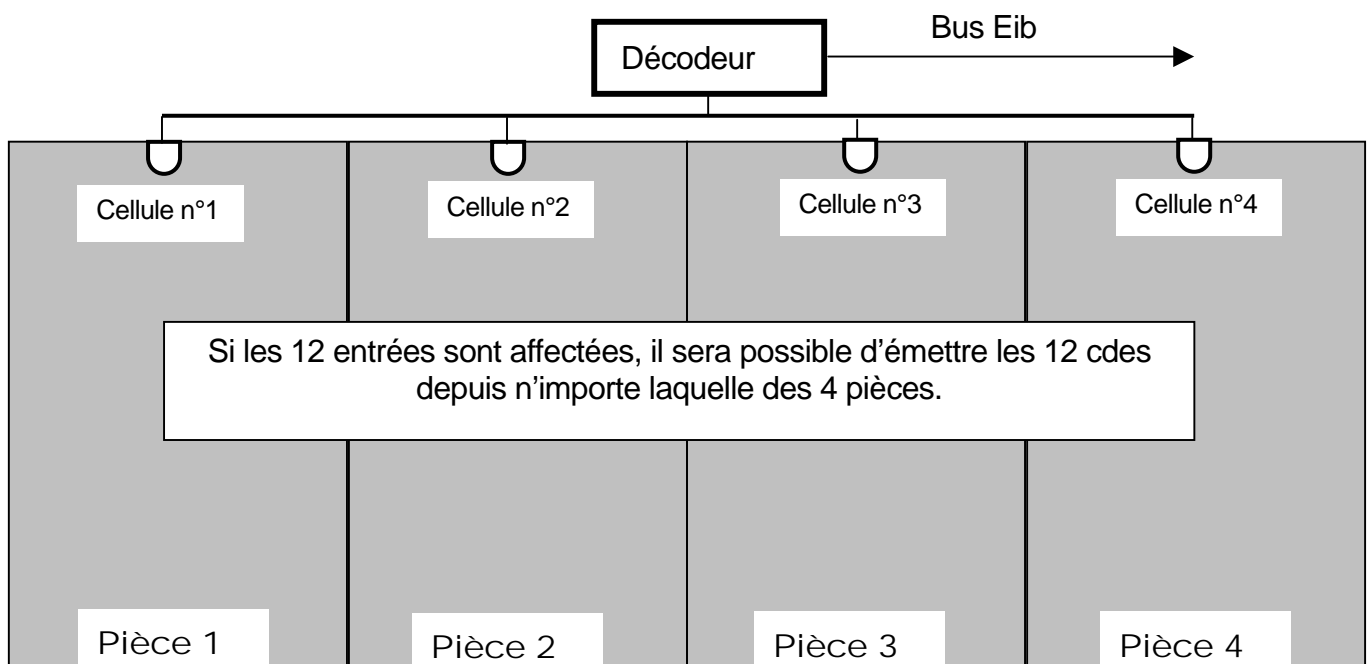 Bus Eib
Décodeur
Cellule n°1
Cellule n°2
Cellule n°3
Cellule n°4
Si les 12 entrées sont affectées, il sera possible d'émettre les 12 cdes
depuis n'importe laquelle des 4 pièces.
Pièce 1
Pièce 2
Pièce 3
Pièce 4